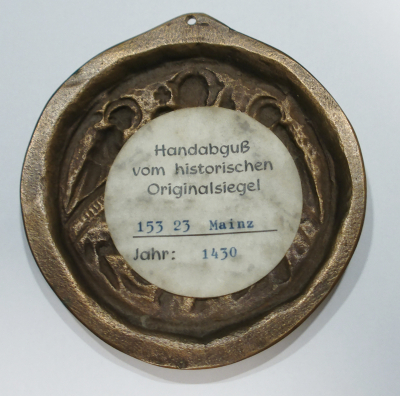 Handabguß
vom historischen
Originalsiegel
153 23 Mainz
Jahr: 1430